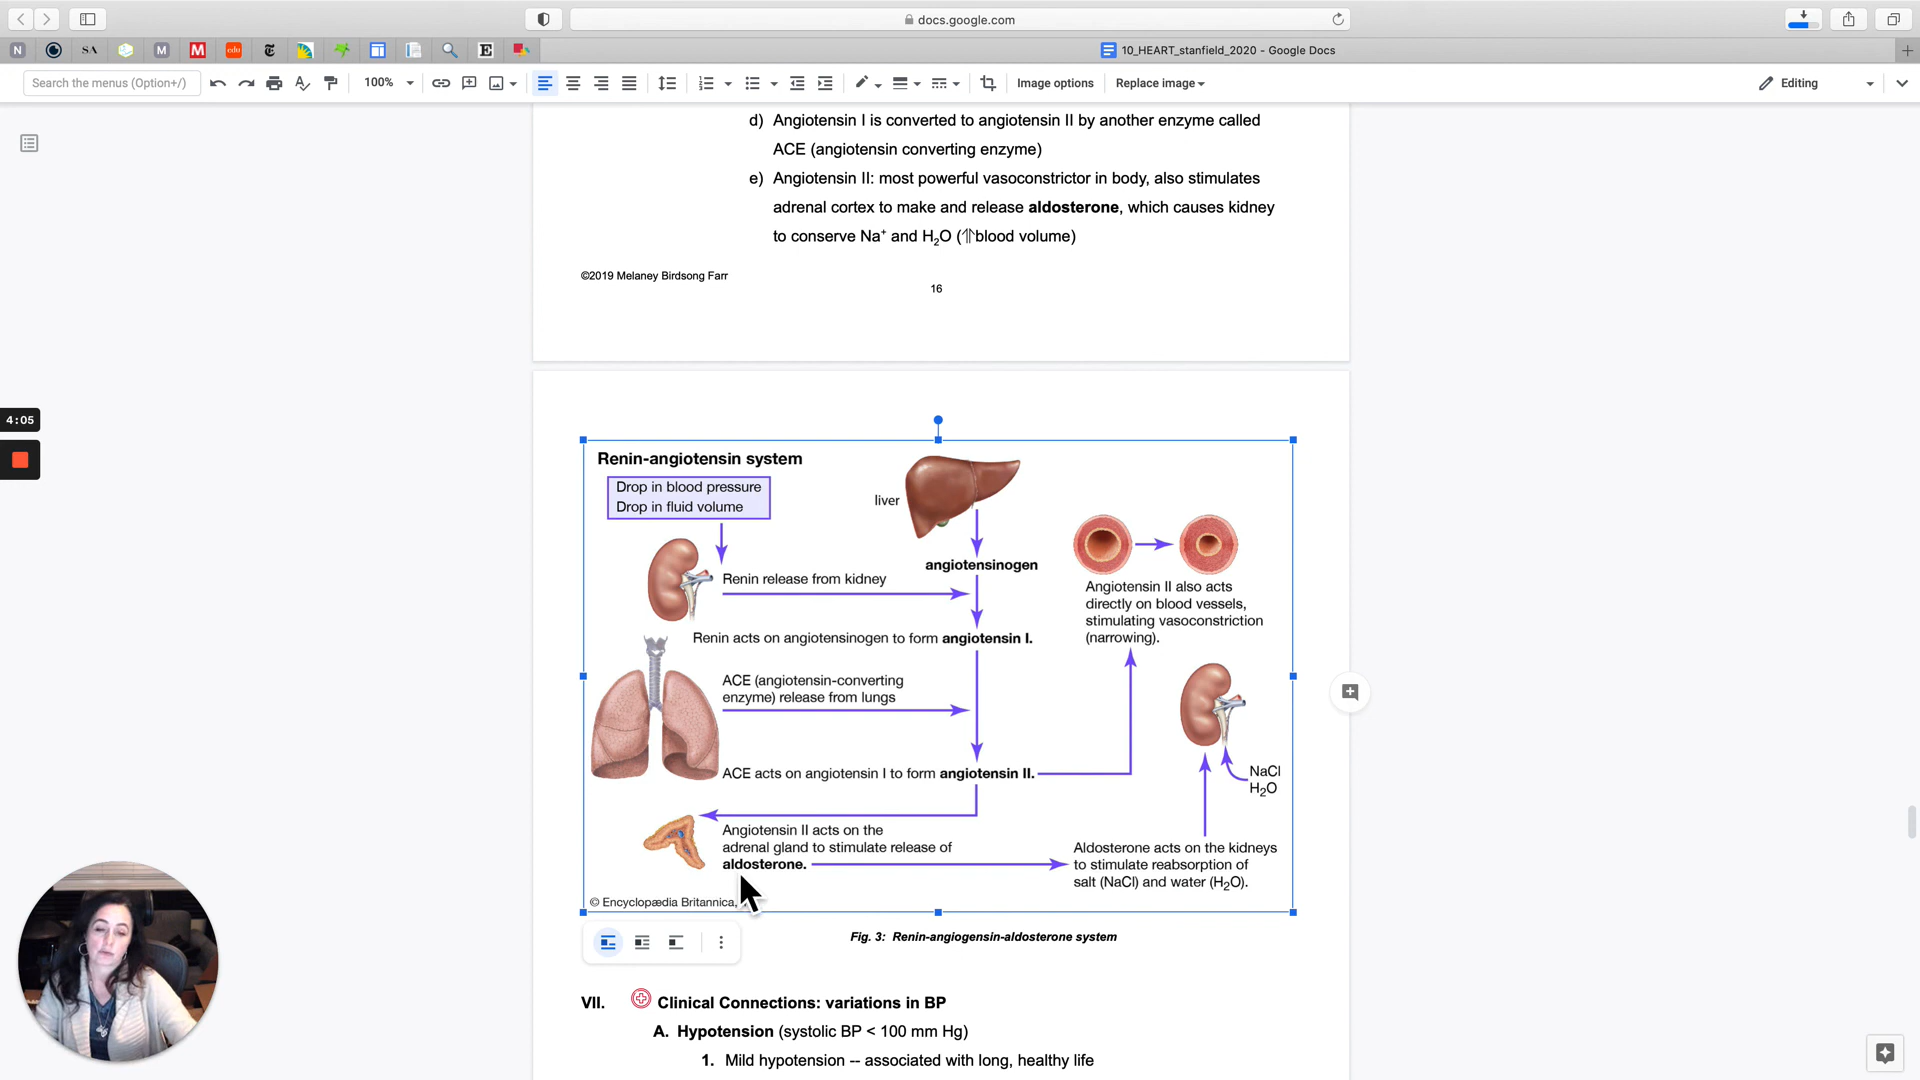 docs.google.com
N
SA
M
M
edu
E
10_HEART_stanfield_2020 - Google Docs
Search the menus (Option+/)
100%
Image options
Replace image
Editing
d) Angiotensin I is converted to angiotensin II by another enzyme called
ACE (angiotensin converting enzyme)
e) Angiotensin II: most powerful vasoconstrictor in body, also stimulates
adrenal cortex to make and release aldosterone, which causes kidney
to conserve Na⁺ and H₂O (⇑blood volume)
©2019 Melaney Birdsong Farr
16
4:05
Renin-angiotensin system
Drop in blood pressure
Drop in fluid volume
liver
angiotensinogen
Renin release from kidney
Angiotensin II also acts
directly on blood vessels,
stimulating vasoconstriction
(narrowing).
Renin acts on angiotensinogen to form angiotensin I.
ACE (angiotensin-converting
enzyme) release from lungs
ACE acts on angiotensin I to form angiotensin II.
NaCl
H₂O
Angiotensin II acts on the
adrenal gland to stimulate release of
aldosterone.
Aldosterone acts on the kidneys
to stimulate reabsorption of
salt (NaCl) and water (H₂O).
© Encyclopædia Britannica,
Fig. 3: Renin-angiogensin-aldosterone system
VII. Clinical Connections: variations in BP
A. Hypotension (systolic BP < 100 mm Hg)
1. Mild hypotension -- associated with long, healthy life